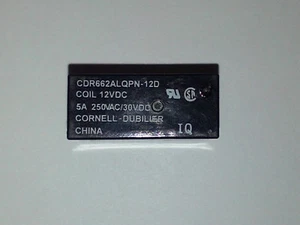 CDR662ALQPN-12D
COIL 12VDC
5A 250VAC/30VDC
CORNELL-DUBILIER
CHINA IQ